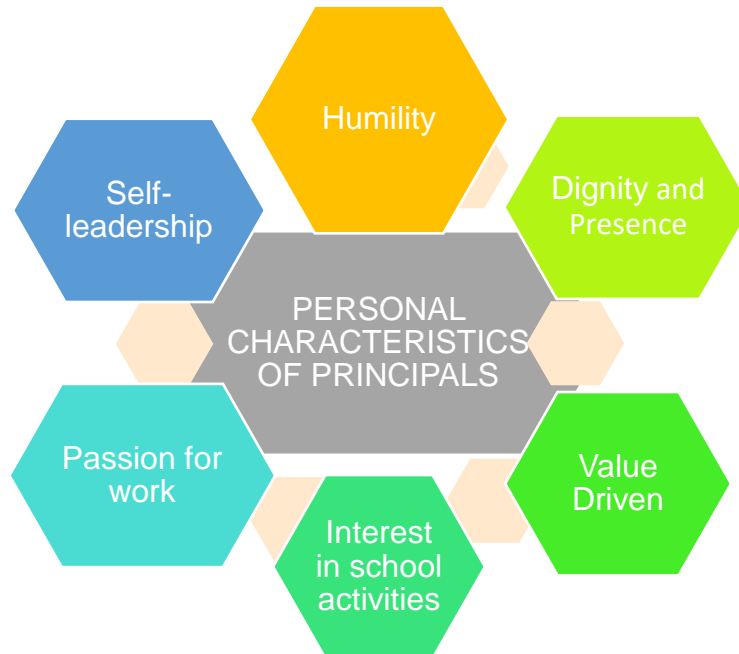 Humility
Self-
leadership
Dignity and
Presence
PERSONAL
CHARACTERISTICS
OF PRINCIPALS
Passion for
work
Value
Driven
Interest
in school
activities